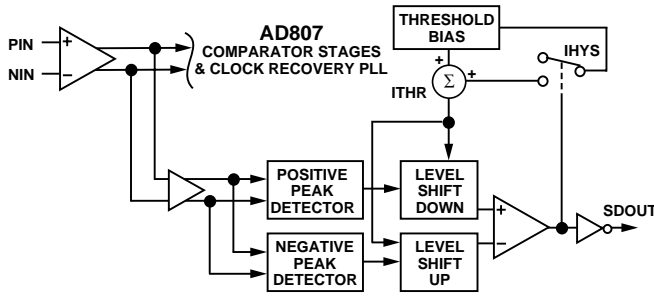 PIN
NIN
+
−
AD807
COMPARATOR STAGES
& CLOCK RECOVERY PLL
THRESHOLD
BIAS
+
Σ
+
ITHR
IHYS
POSITIVE
PEAK
DETECTOR
LEVEL
SHIFT
DOWN
NEGATIVE
PEAK
DETECTOR
LEVEL
SHIFT
UP
+
−
SDOUT